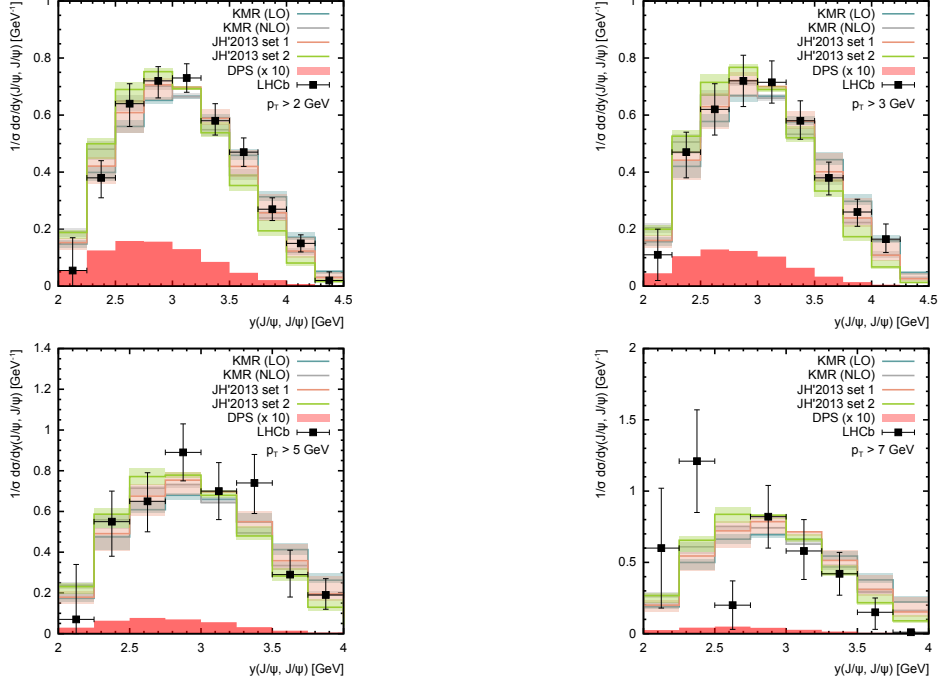 1/σ dσ/dy(J/ψ, J/ψ) [GeV⁻¹]
1
0.8
0.6
0.4
0.2
0
2 2.5 3 3.5 4 4.5
y(J/ψ, J/ψ) [GeV]
KMR (LO)
KMR (NLO)
JH'2013 set 1
JH'2013 set 2
DPS (x 10)
LHCb
p_T > 2 GeV
1/σ dσ/dy(J/ψ, J/ψ) [GeV⁻¹]
1
0.8
0.6
0.4
0.2
0
2 2.5 3 3.5 4 4.5
y(J/ψ, J/ψ) [GeV]
KMR (LO)
KMR (NLO)
JH'2013 set 1
JH'2013 set 2
DPS (x 10)
LHCb
p_T > 3 GeV
1/σ dσ/dy(J/ψ, J/ψ) [GeV⁻¹]
1.4
1.2
1
0.8
0.6
0.4
0.2
0
2 2.5 3 3.5 4
y(J/ψ, J/ψ) [GeV]
KMR (LO)
KMR (NLO)
JH'2013 set 1
JH'2013 set 2
DPS (x 10)
LHCb
p_T > 5 GeV
1/σ dσ/dy(J/ψ, J/ψ) [GeV⁻¹]
2
1.5
1
0.5
0
2 2.5 3 3.5 4
y(J/ψ, J/ψ) [GeV]
KMR (LO)
KMR (NLO)
JH'2013 set 1
JH'2013 set 2
DPS (x 10)
LHCb
p_T > 7 GeV